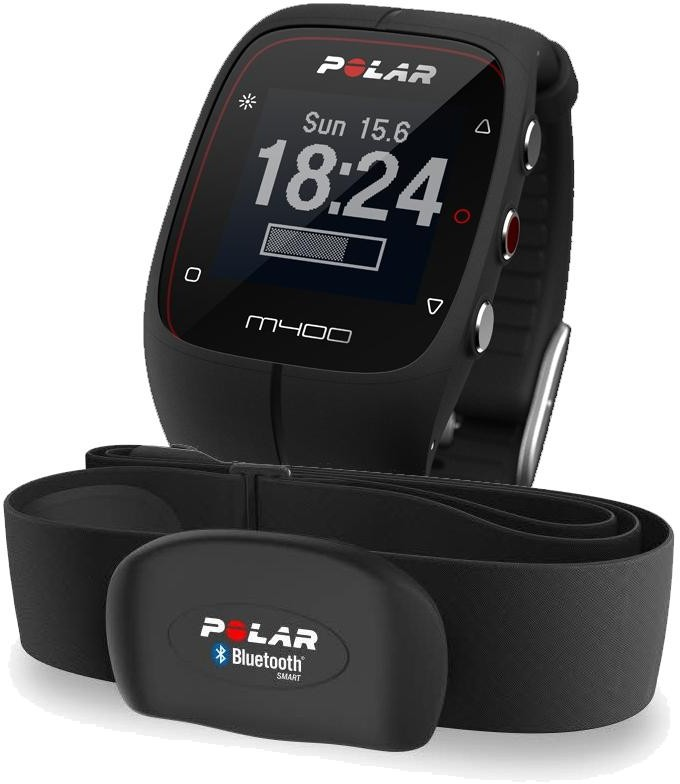 POLAR
Sun 15.6
18:24
M400
POLAR
Bluetooth®
SMART